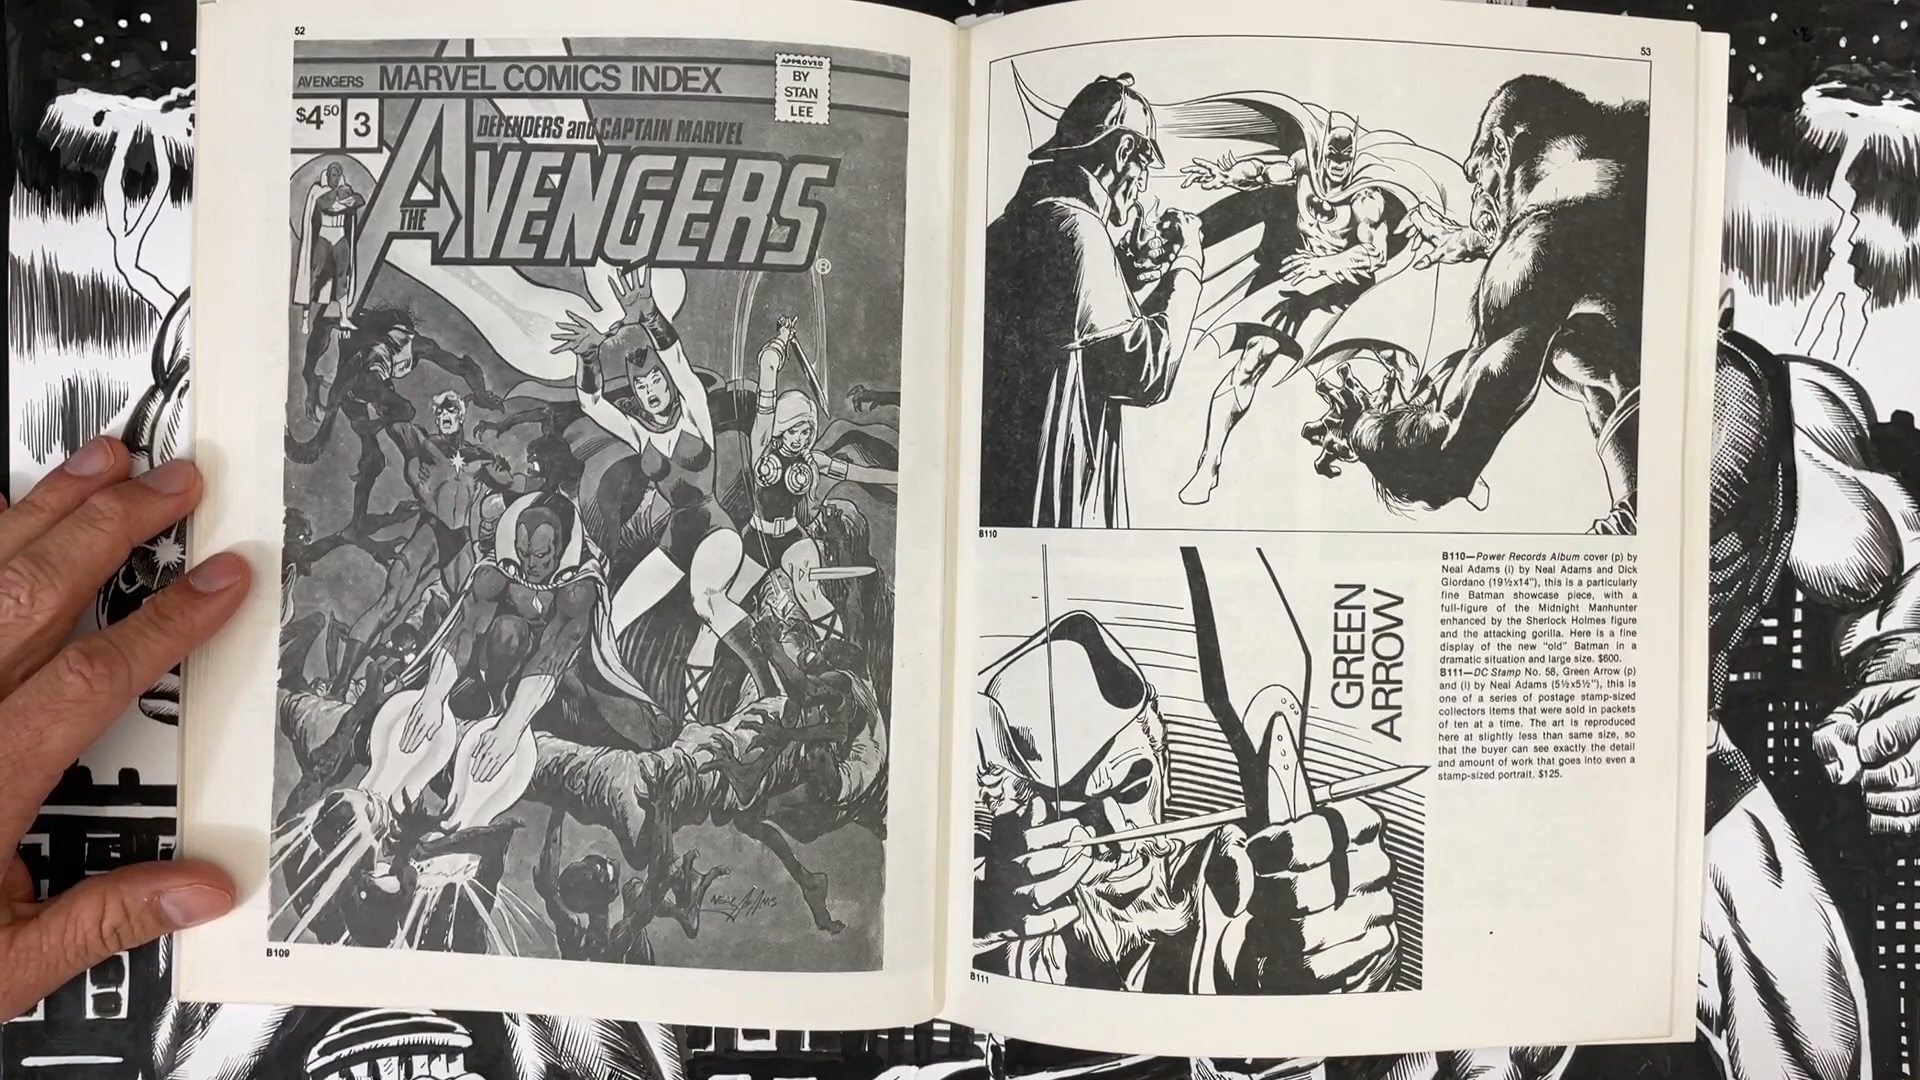 52
AVENGERS MARVEL COMICS INDEX
APPROVED
BY
STAN
LEE
$4.50 3
DEFENDERS and CAPTAIN MARVEL
THE AVENGERS
®
TM
NEAL ADAMS
B109
53
B110
GREEN
ARROW
B111
B110—Power Records Album cover (p) by
Neal Adams (i) by Neal Adams and Dick
Giordano (19½x14"), this is a particularly
fine Batman showcase piece, with a
full-figure of the Midnight Manhunter
enhanced by the Sherlock Holmes figure
and the attacking gorilla. Here is a fine
display of the new "old" Batman in a
dramatic situation and large size. $600.
B111—DC Stamp No. 58, Green Arrow (p)
and (i) by Neal Adams (5½x5½"), this is
one of a series of postage stamp-sized
collectors items that were sold in packets
of ten at a time. The art is reproduced
here at slightly less than same size, so
that the buyer can see exactly the detail
and amount of work that goes into even a
stamp-sized portrait. $125.